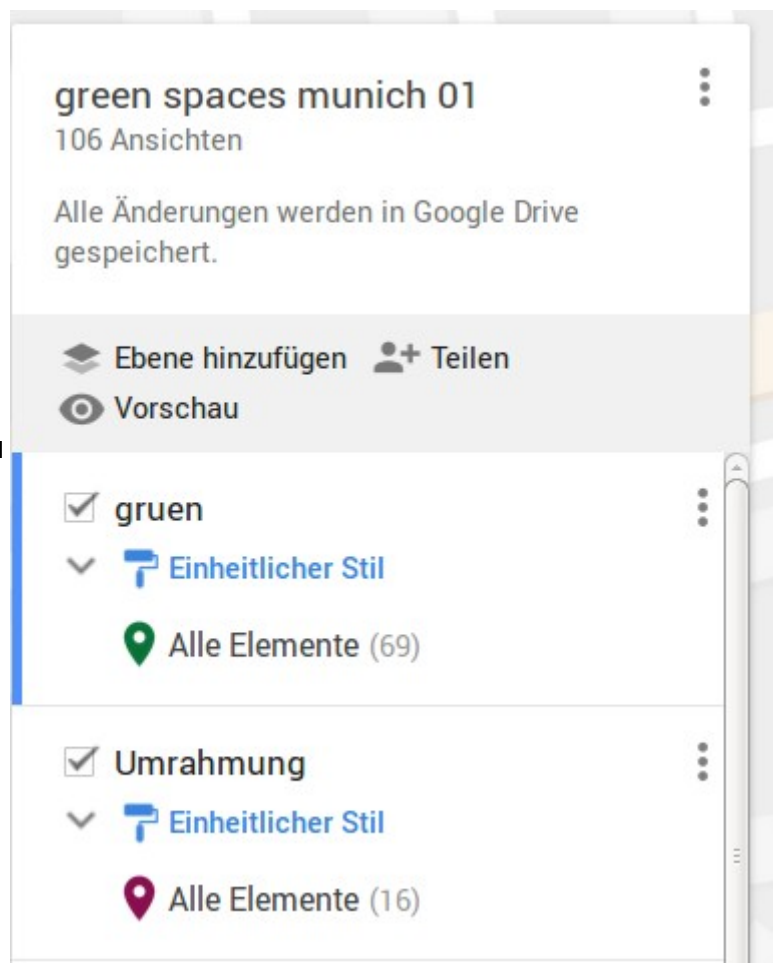 green spaces munich 01
106 Ansichten
Alle Änderungen werden in Google Drive
gespeichert.
Ebene hinzufügen Teilen
Vorschau
gruen
Einheitlicher Stil
Alle Elemente (69)
Umrahmung
Einheitlicher Stil
Alle Elemente (16)